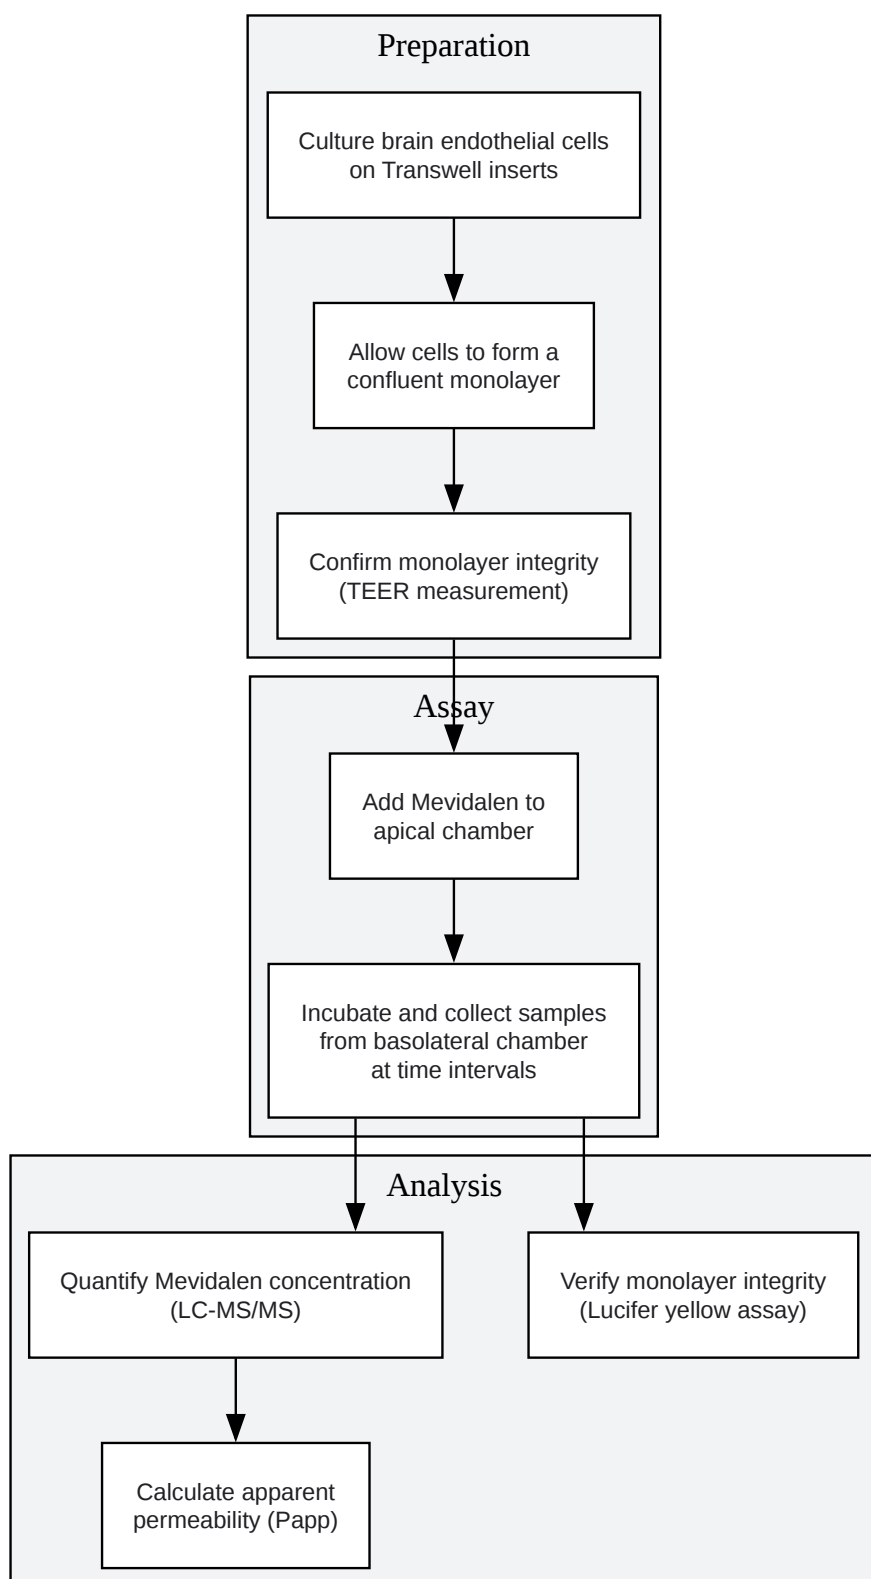 Preparation
Culture brain endothelial cells
on Transwell inserts
Allow cells to form a
confluent monolayer
Confirm monolayer integrity
(TEER measurement)
Assay
Add Mevidalen to
apical chamber
Incubate and collect samples
from basolateral chamber
at time intervals
Analysis
Quantify Mevidalen concentration
(LC-MS/MS)
Verify monolayer integrity
(Lucifer yellow assay)
Calculate apparent
permeability (Papp)